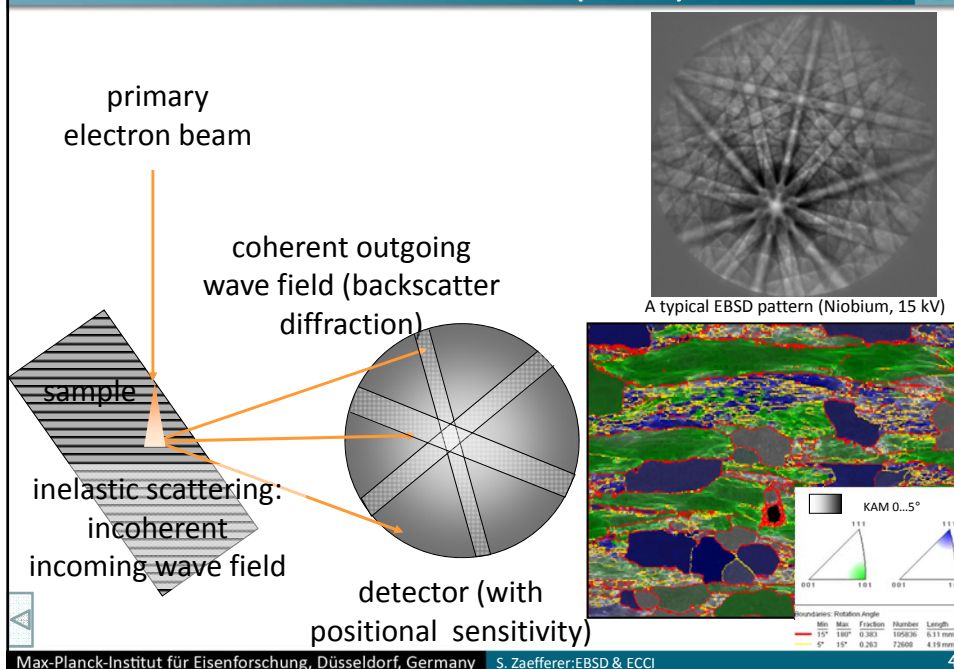 primary
electron beam
coherent outgoing
wave field (backscatter
diffraction)
A typical EBSD pattern (Niobium, 15 kV)
sample
inelastic scattering:
incoherent
incoming wave field
detector (with
positional sensitivity)
KAM 0...5°
111
111
001
101
001
101
Boundaries: Rotation Angle
Min Max Fraction Number Length
15° 180° 0.383 105836 6.11 mm
5° 15° 0.263 72608 4.19 mm
Max-Planck-Institut für Eisenforschung, Düsseldorf, Germany
S. Zaefferer:EBSD & ECCI
4